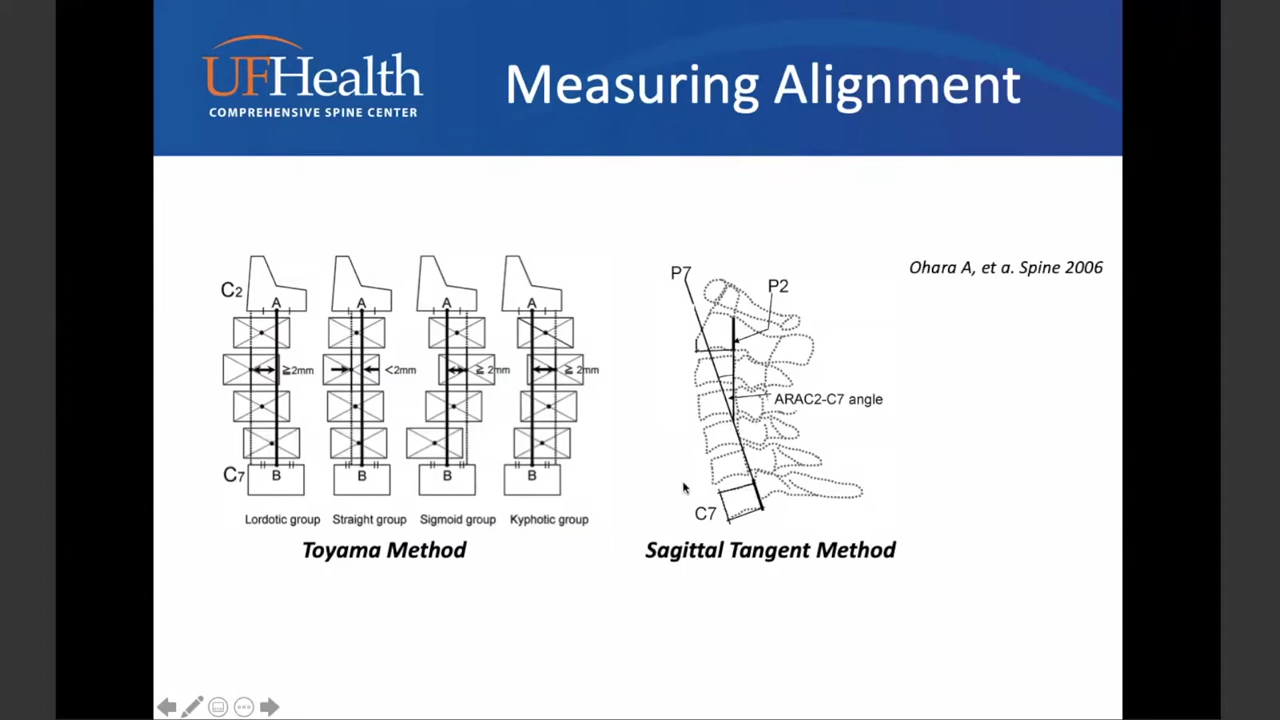 UFHealth
COMPREHENSIVE SPINE CENTER
Measuring Alignment
Ohara A, et a. Spine 2006
C2
A
A
A
A
≧2mm
<2mm
≧ 2mm
≧ 2mm
C7
B
B
B
B
Lordotic group
Straight group
Sigmoid group
Kyphotic group
Toyama Method
P7
P2
ARAC2-C7 angle
C7
Sagittal Tangent Method